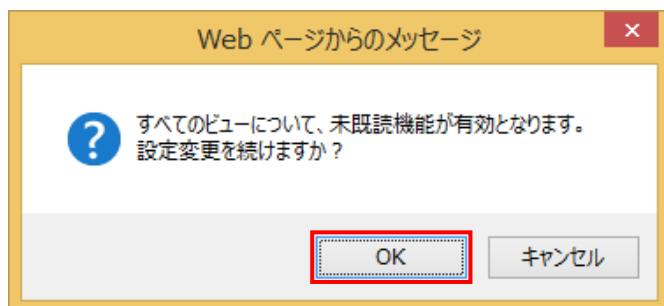 Web ページからのメッセージ
すべてのビューについて、未既読機能が有効となります。
設定変更を続けますか？
OK
キャンセル